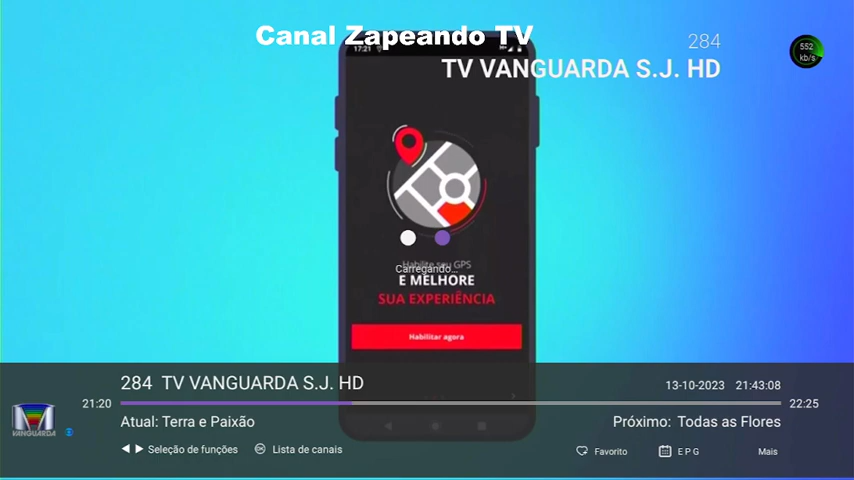 Canal Zapeando TV
17:21
284
TV VANGUARDA S.J. HD
552
kb/s
Habilite seu GPS
Carregando...
E MELHORE
SUA EXPERIÊNCIA
Habilitar agora
284 TV VANGUARDA S.J. HD
13-10-2023 21:43:08
21:20
22:25
Atual: Terra e Paixão
Próximo: Todas as Flores
VANGUARDA
Seleção de funções
Lista de canais
Favorito
E P G
Mais